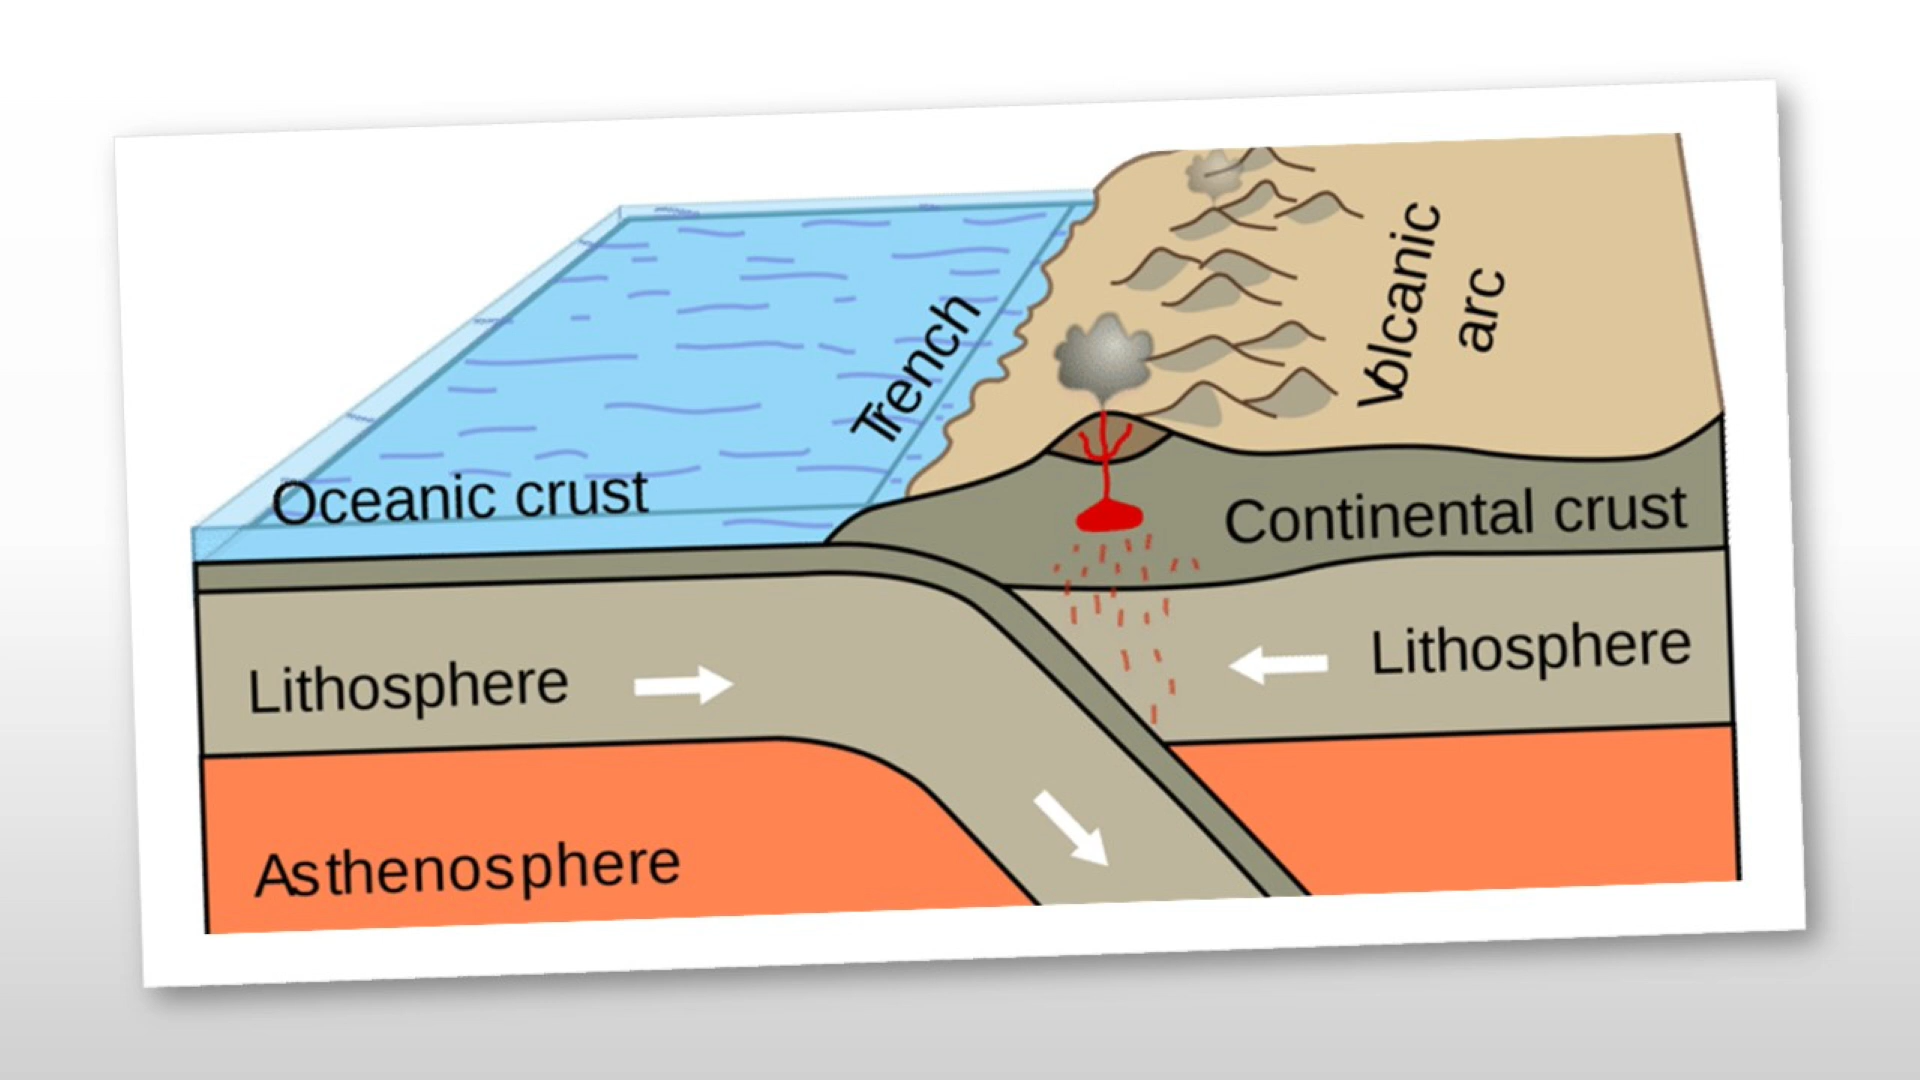 Trench
Volcanic
arc
Oceanic crust
Continental crust
Lithosphere
Lithosphere
Asthenosphere